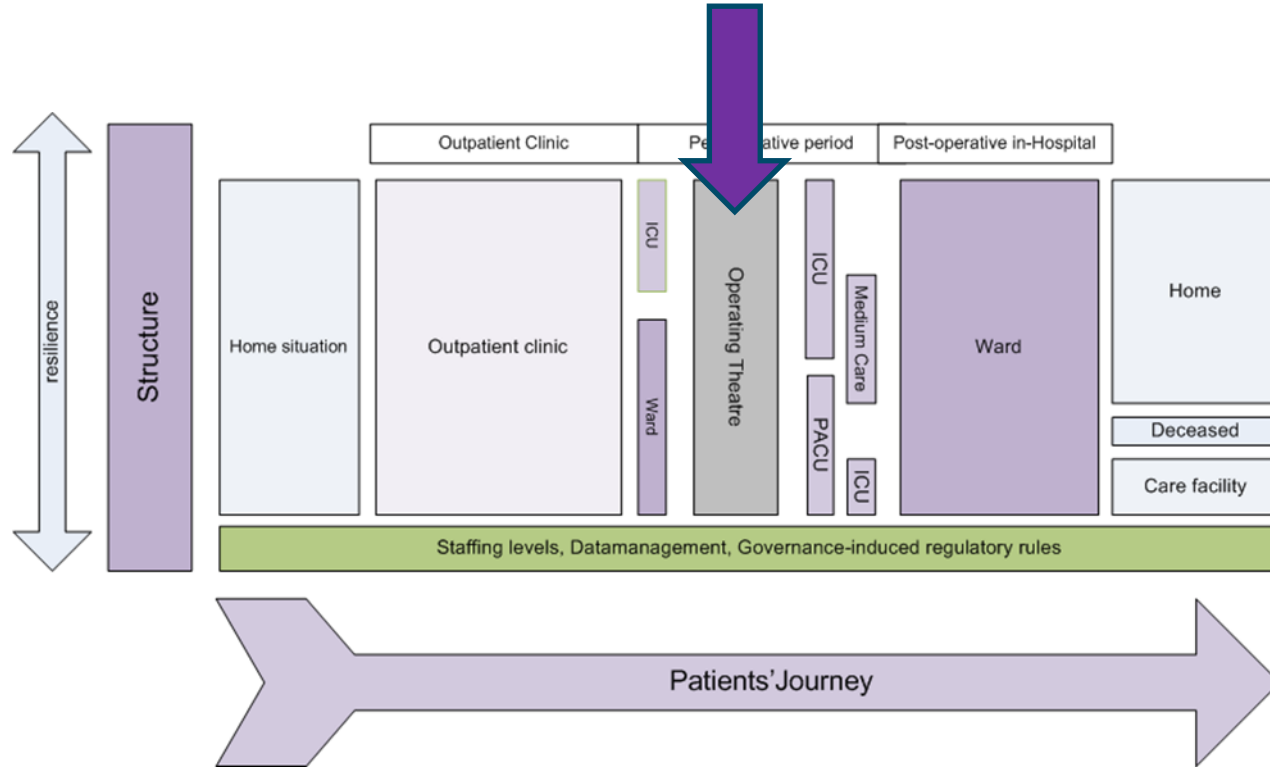 Outpatient Clinic
Pe ative period
Post-operative in-Hospital
resilience
Structure
Home situation
Outpatient clinic
ICU
Ward
Operating Theatre
ICU
PACU
Medium Care
ICU
Ward
Home
Deceased
Care facility
Staffing levels, Datamanagement, Governance-induced regulatory rules
Patients'Journey